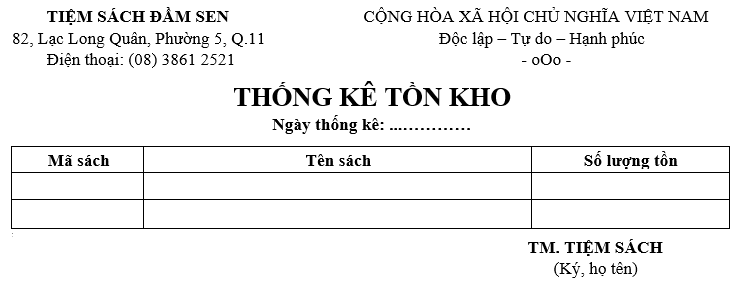 TIỆM SÁCH ĐẦM SEN
82, Lạc Long Quân, Phường 5, Q.11
Điện thoại: (08) 3861 2521
CỘNG HÒA XÃ HỘI CHỦ NGHĨA VIỆT NAM
Độc lập – Tự do – Hạnh phúc
- oOo -
THỐNG KÊ TỒN KHO
Ngày thống kê: ...…………
Mã sách Tên sách Số lượng tồn
TM. TIỆM SÁCH
(Ký, họ tên)